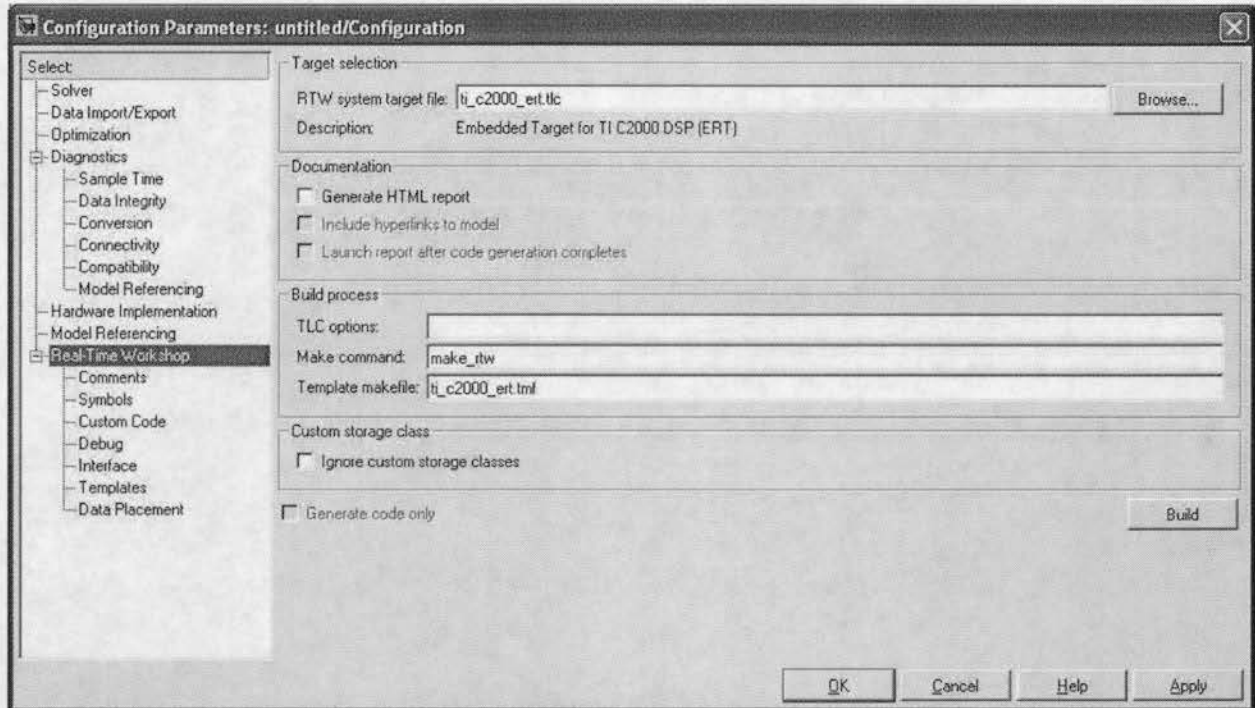 Configuration Parameters: untitled/Configuration
Select:
Solver
Data Import/Export
Optimization
Diagnostics
Sample Time
Data Integrity
Conversion
Connectivity
Compatibility
Model Referencing
Hardware Implementation
Model Referencing
Real-Time Workshop
Comments
Symbols
Custom Code
Debug
Interface
Templates
Data Placement
Target selection
RTW system target file: ti_c2000_ert.tlc Browse...
Description: Embedded Target for TI C2000 DSP (ERT)
Documentation
Generate HTML report
Include hyperlinks to model
Launch report after code generation completes
Build process
TLC options:
Make command: make_rtw
Template makefile: ti_c2000_ert.tmf
Custom storage class
Ignore custom storage classes
Generate code only Build
OK Cancel Help Apply